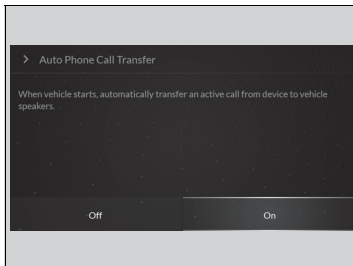 Auto Phone Call Transfer
When vehicle starts, automatically transfer an active call from device to vehicle
speakers.
Off On